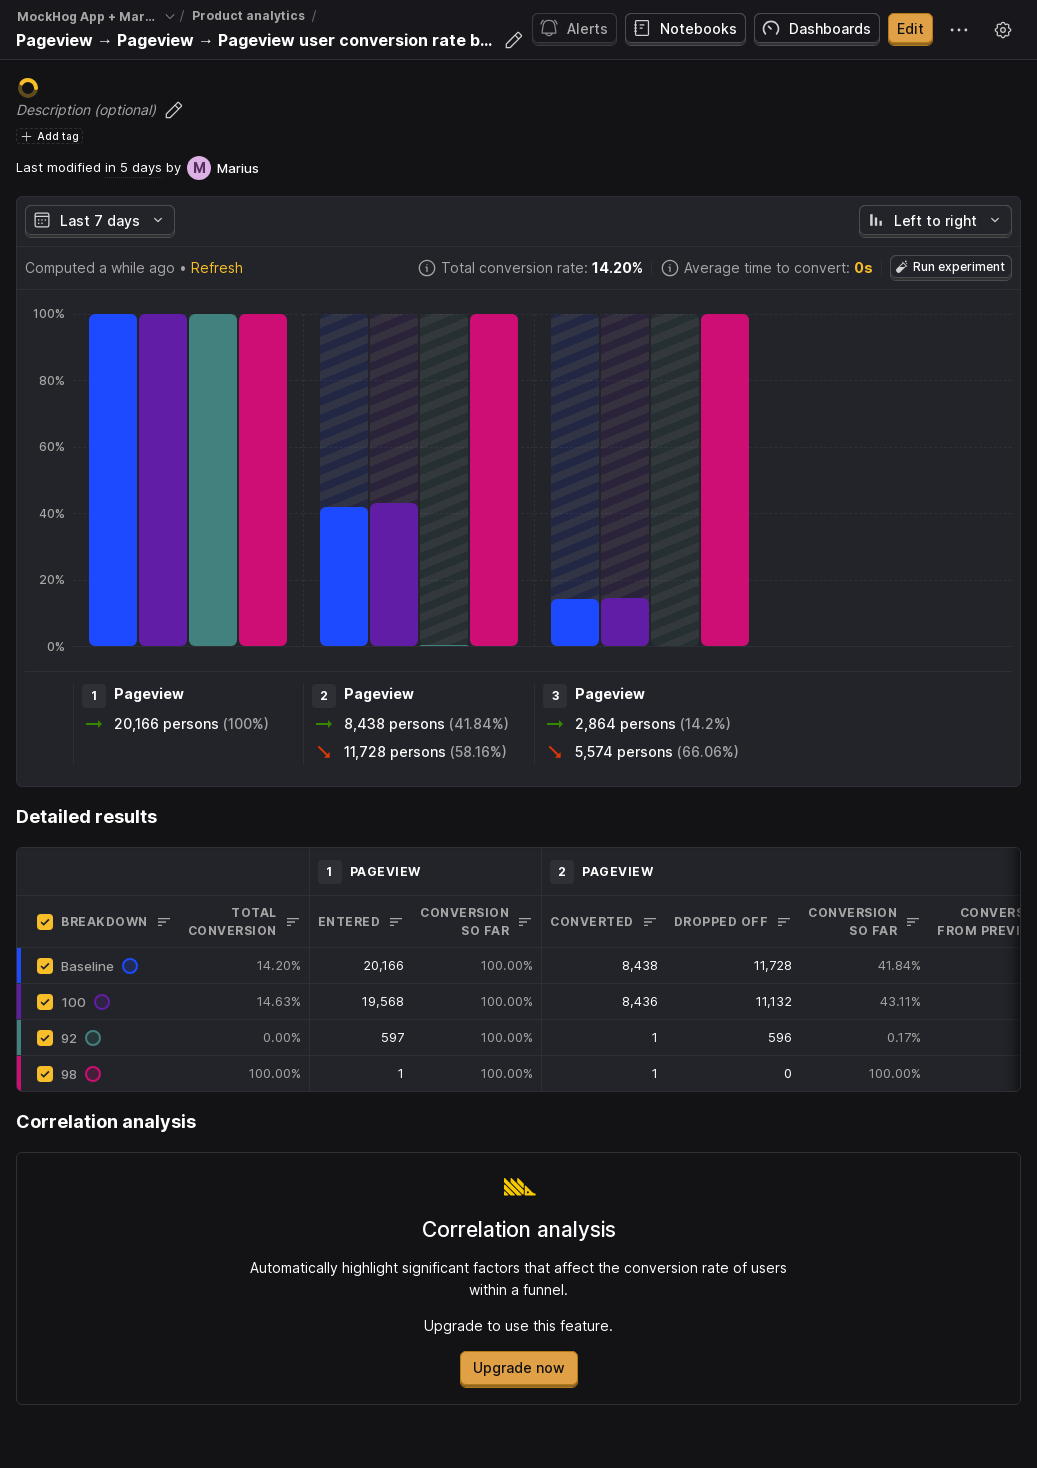 MockHog App + Mar... / Product analytics /
Pageview → Pageview → Pageview user conversion rate b...
Alerts
Notebooks
Dashboards
Edit
Description (optional)
Add tag
Last modified in 5 days by M Marius
Last 7 days
Left to right
Computed a while ago • Refresh
Total conversion rate: 14.20%
Average time to convert: 0s
Run experiment
100%
80%
60%
40%
20%
0%
1 Pageview
20,166 persons (100%)
2 Pageview
8,438 persons (41.84%)
11,728 persons (58.16%)
3 Pageview
2,864 persons (14.2%)
5,574 persons (66.06%)
Detailed results
1 PAGEVIEW 2 PAGEVIEW
BREAKDOWN
TOTAL
CONVERSION
ENTERED
CONVERSION
SO FAR
CONVERTED
DROPPED OFF
CONVERSION
SO FAR
CONVERS
FROM PREVI
Baseline 14.20% 20,166 100.00% 8,438 11,728 41.84%
100 14.63% 19,568 100.00% 8,436 11,132 43.11%
92 0.00% 597 100.00% 1 596 0.17%
98 100.00% 1 100.00% 1 0 100.00%
Correlation analysis
Correlation analysis
Automatically highlight significant factors that affect the conversion rate of users
within a funnel.
Upgrade to use this feature.
Upgrade now